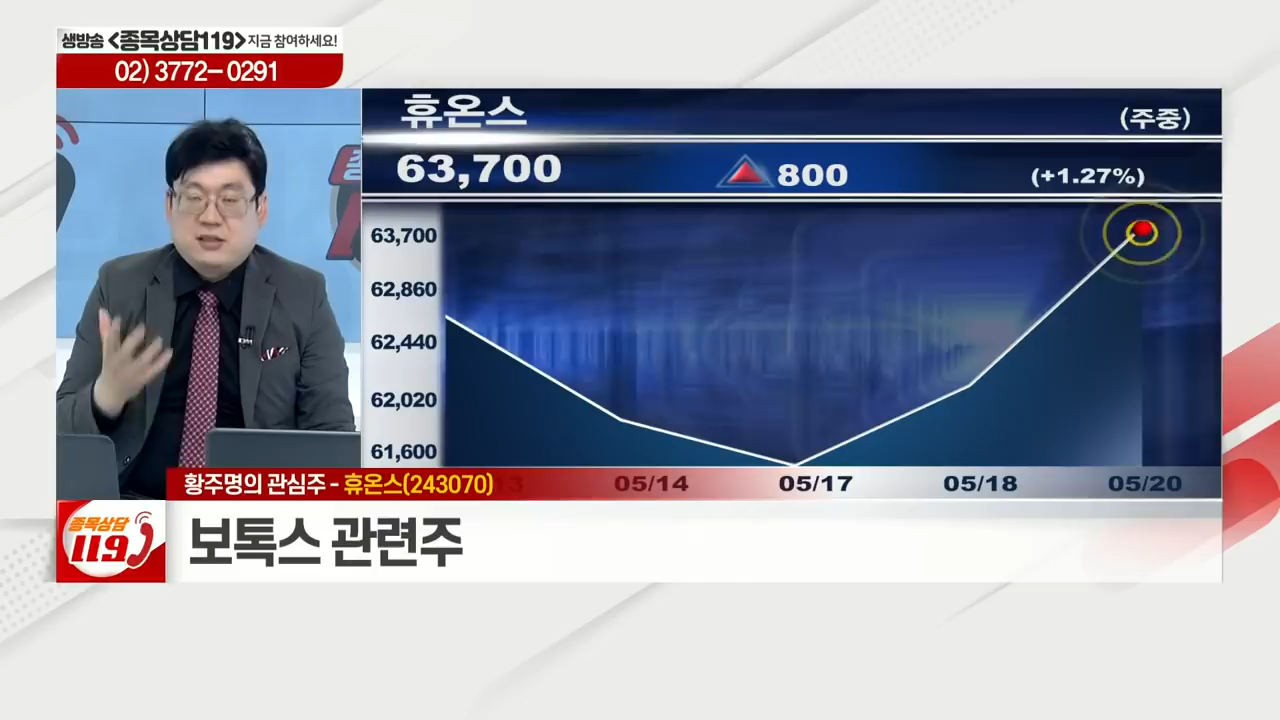 생방송 <종목상담119> 지금 참여하세요!
02) 3772-0291
휴온스 (주중)
63,700 800 (+1.27%)
63,700
62,860
62,440
62,020
61,600
05/14 05/17 05/18 05/20
황주명의 관심주 - 휴온스(243070)
종목상담
119
보톡스 관련주